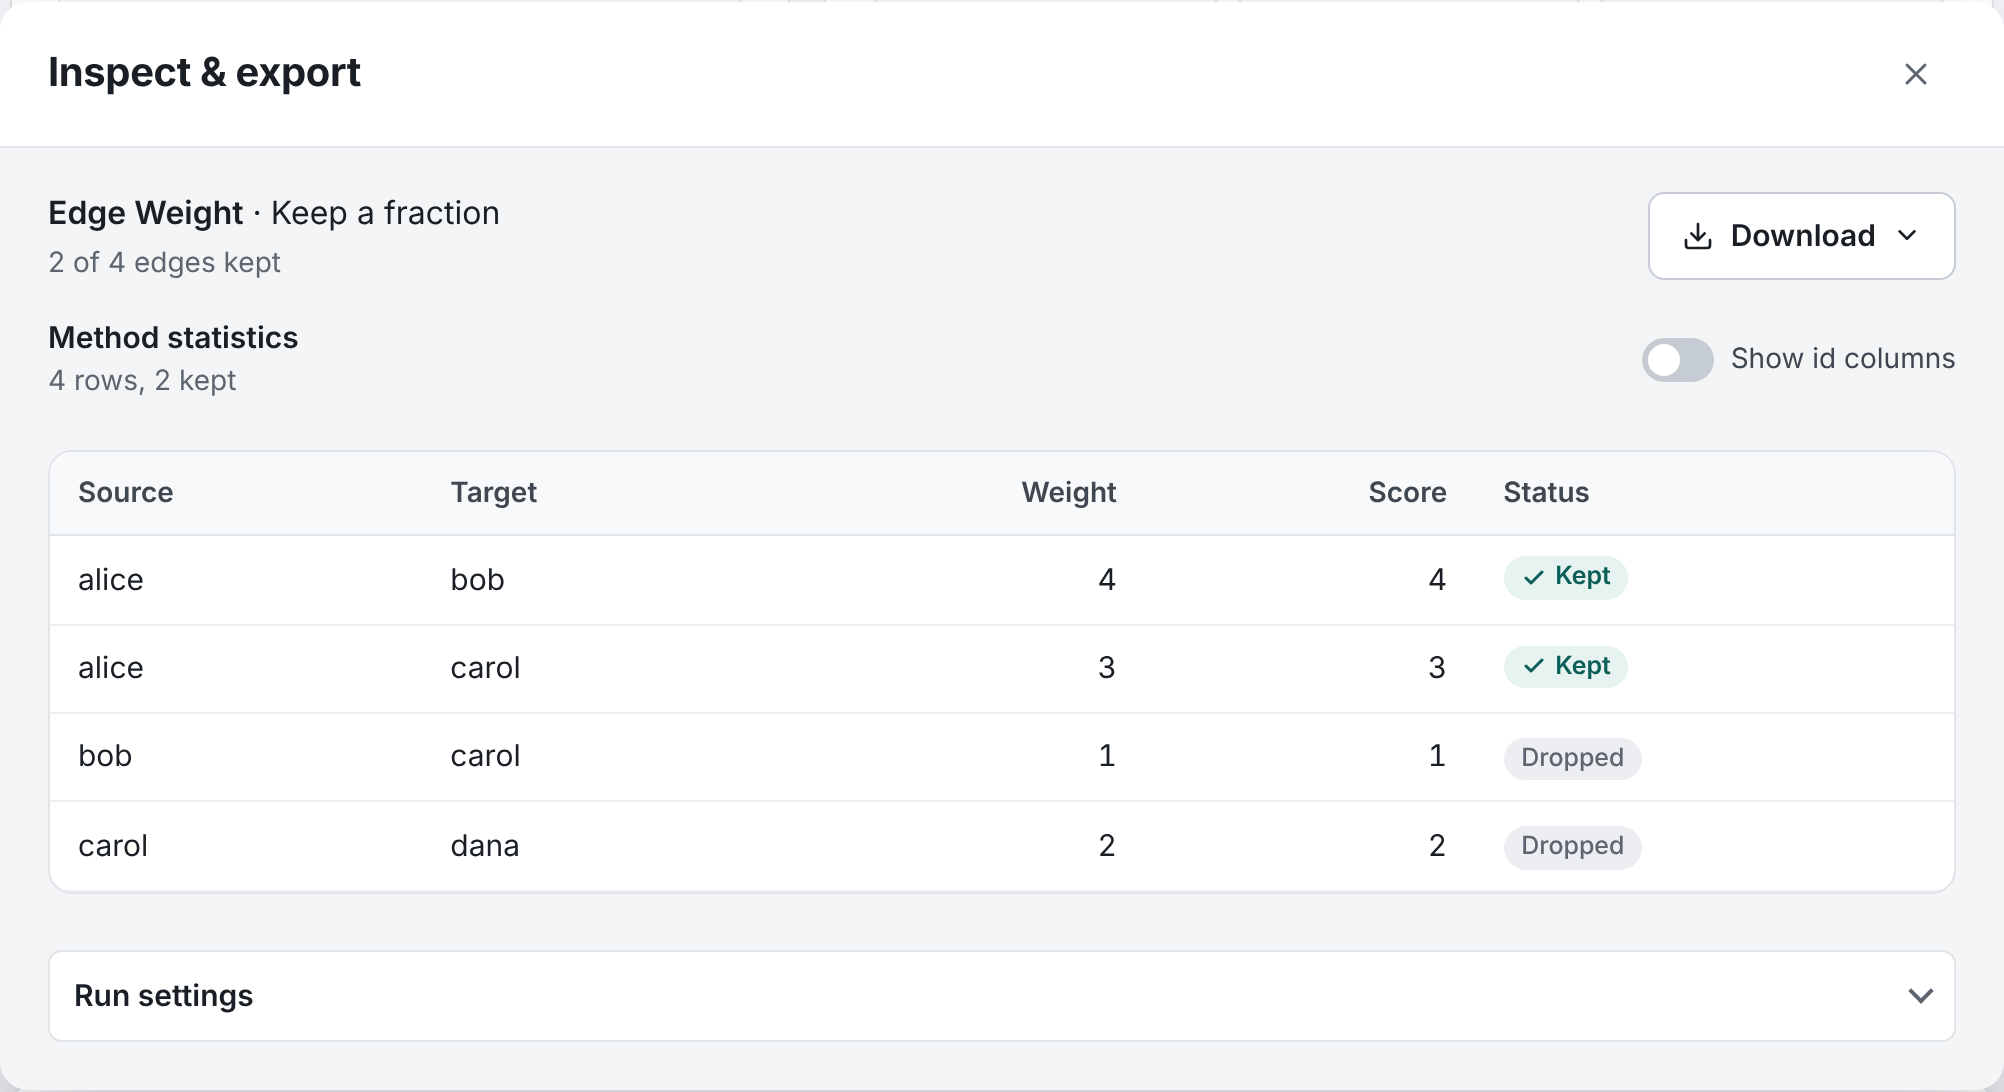 Inspect & export
Edge Weight · Keep a fraction
2 of 4 edges kept
Download
Method statistics
4 rows, 2 kept
Show id columns
Source Target Weight Score Status
alice bob 4 4 Kept
alice carol 3 3 Kept
bob carol 1 1 Dropped
carol dana 2 2 Dropped
Run settings